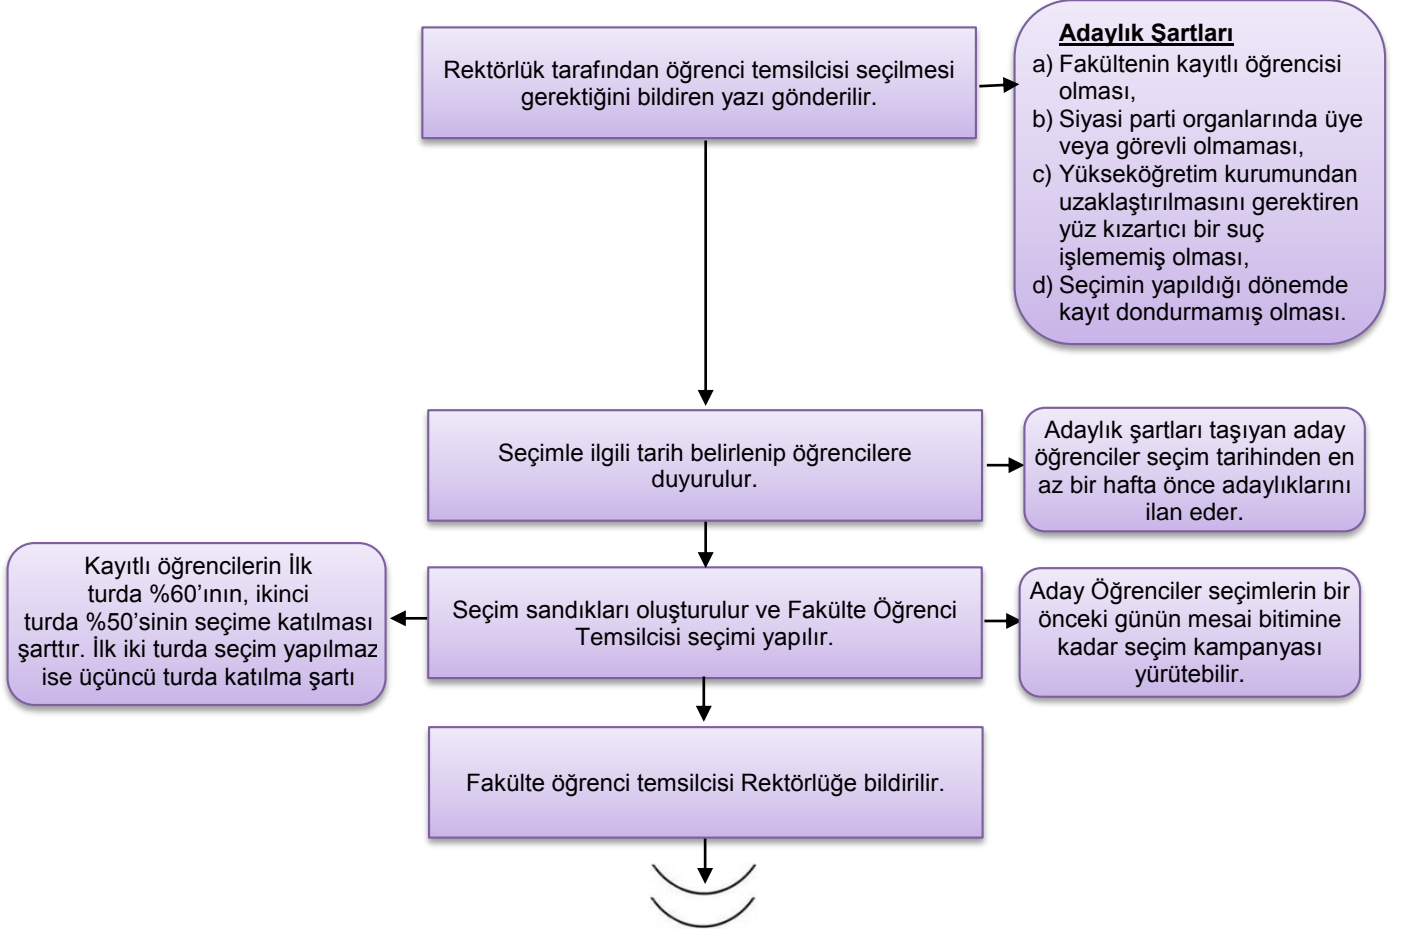 Rektörlük tarafından öğrenci temsilcisi seçilmesi
gerektiğini bildiren yazı gönderilir.
Adaylık Şartları
a) Fakültenin kayıtlı öğrencisi
olması,
b) Siyasi parti organlarında üye
veya görevli olmaması,
c) Yükseköğretim kurumundan
uzaklaştırılmasını gerektiren
yüz kızartıcı bir suç
işlememiş olması,
d) Seçimin yapıldığı dönemde
kayıt dondurmamış olması.
Seçimle ilgili tarih belirlenip öğrencilere
duyurulur.
Adaylık şartları taşıyan aday
öğrenciler seçim tarihinden en
az bir hafta önce adaylıklarını
ilan eder.
Kayıtlı öğrencilerin İlk
turda %60’ının, ikinci
turda %50’sinin seçime katılması
şarttır. İlk iki turda seçim yapılmaz
ise üçüncü turda katılma şartı
Seçim sandıkları oluşturulur ve Fakülte Öğrenci
Temsilcisi seçimi yapılır.
Aday Öğrenciler seçimlerin bir
önceki günün mesai bitimine
kadar seçim kampanyası
yürütebilir.
Fakülte öğrenci temsilcisi Rektörlüğe bildirilir.